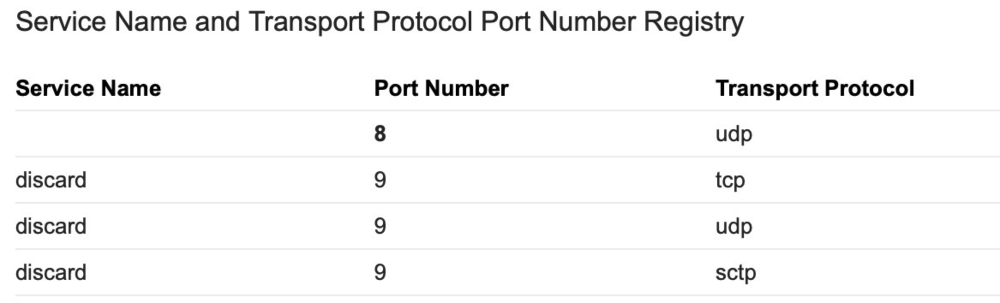 Service Name and Transport Protocol Port Number Registry
Service Name Port Number Transport Protocol
8 udp
discard 9 tcp
discard 9 udp
discard 9 sctp